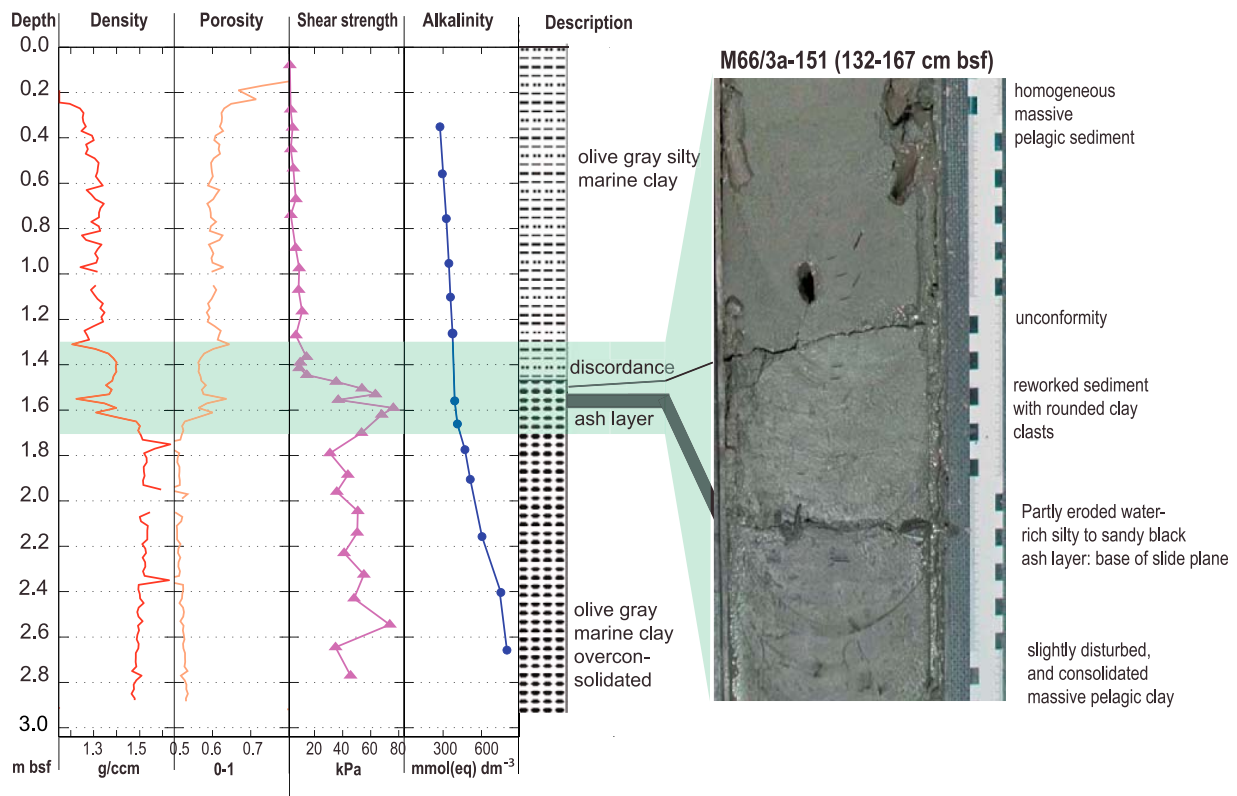 Depth Density Porosity Shear strength Alkalinity Description
0.0
0.2
0.4
0.6
0.8
1.0
1.2
1.4
1.6
1.8
2.0
2.2
2.4
2.6
2.8
3.0
m bsf
1.3 1.5
g/ccm
0.5 0.6 0.7
0-1
20 40 60 80
kPa
300 600
mmol(eq) dm⁻³
olive gray silty
marine clay
discordance
ash layer
olive gray
marine clay
overcon-
solidated
M66/3a-151 (132-167 cm bsf)
homogeneous
massive
pelagic sediment
unconformity
reworked sediment
with rounded clay
clasts
Partly eroded water-
rich silty to sandy black
ash layer: base of slide plane
slightly disturbed,
and consolidated
massive pelagic clay